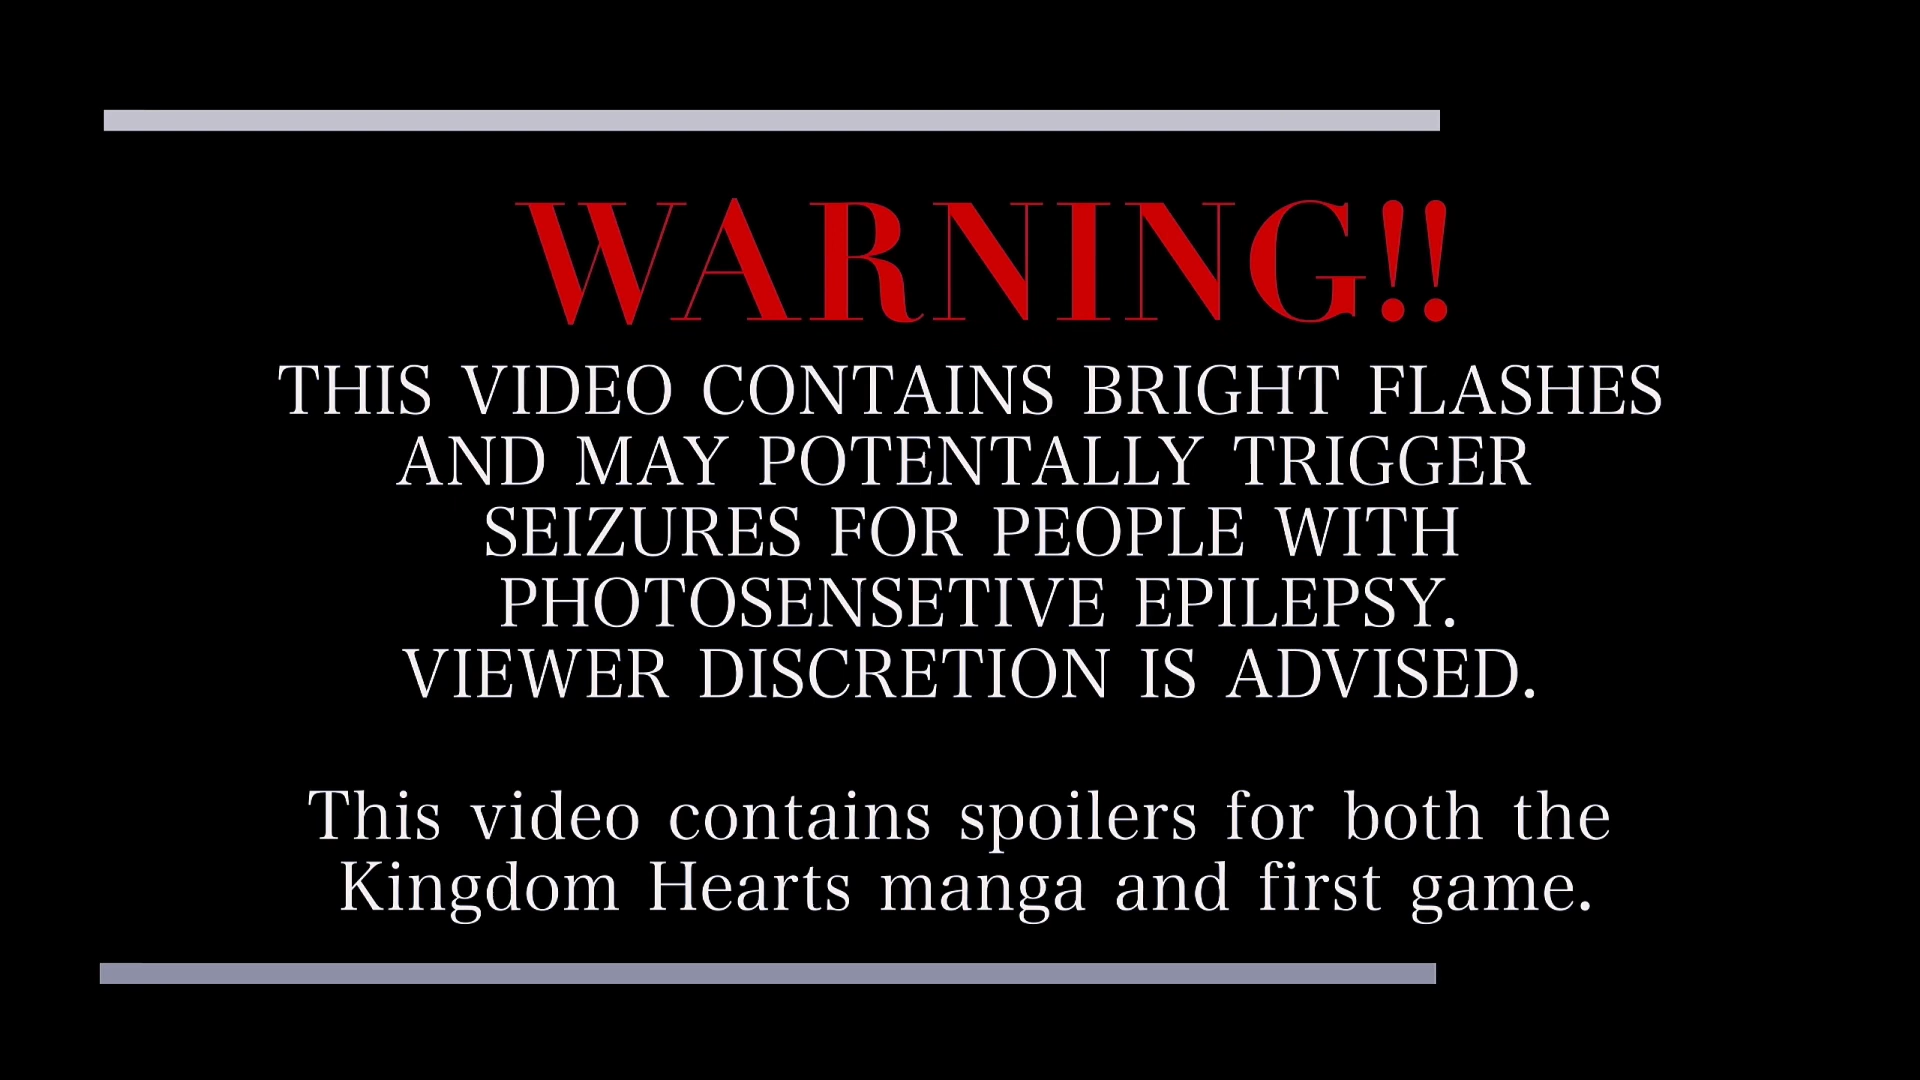 WARNING!!
THIS VIDEO CONTAINS BRIGHT FLASHES
AND MAY POTENTALLY TRIGGER
SEIZURES FOR PEOPLE WITH
PHOTOSENSETIVE EPILEPSY.
VIEWER DISCRETION IS ADVISED.
This video contains spoilers for both the
Kingdom Hearts manga and first game.